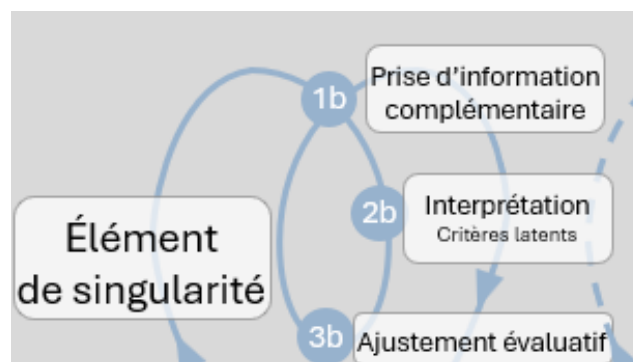 1b
Prise d'information
complémentaire
2b
Interprétation
Critères latents
Élément
de singularité
3b
Ajustement évaluatif